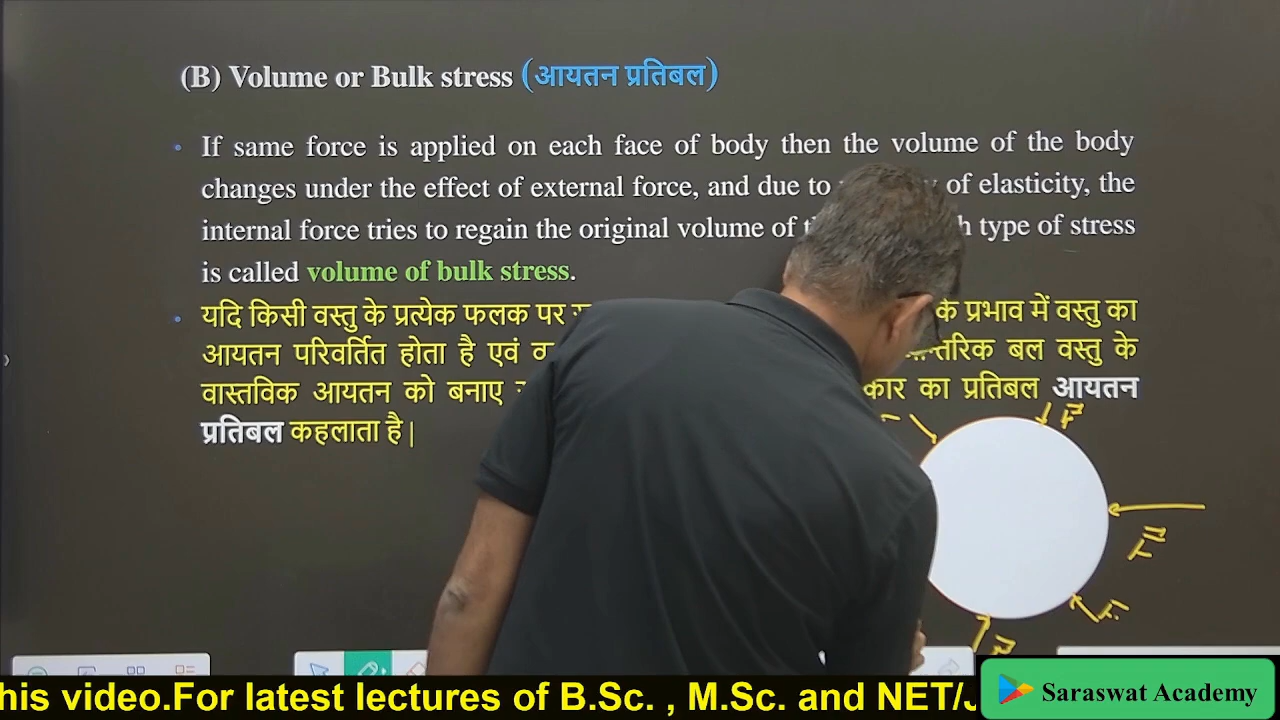 (B) Volume or Bulk stress (आयतन प्रतिबल)
If same force is applied on each face of body then the volume of the body
changes under the effect of external force, and due to of elasticity, the
internal force tries to regain the original volume of type of stress
is called volume of bulk stress.
यदि किसी वस्तु के प्रत्येक फलक पर के प्रभाव में वस्तु का
आयतन परिवर्तित होता है एवं बल वस्तु के
वास्तविक आयतन को बनाए का प्रतिबल आयतन
प्रतिबल कहलाता है|
F
F
F
F
his video.For latest lectures of B.Sc. , M.Sc. and NET/J
Saraswat Academy